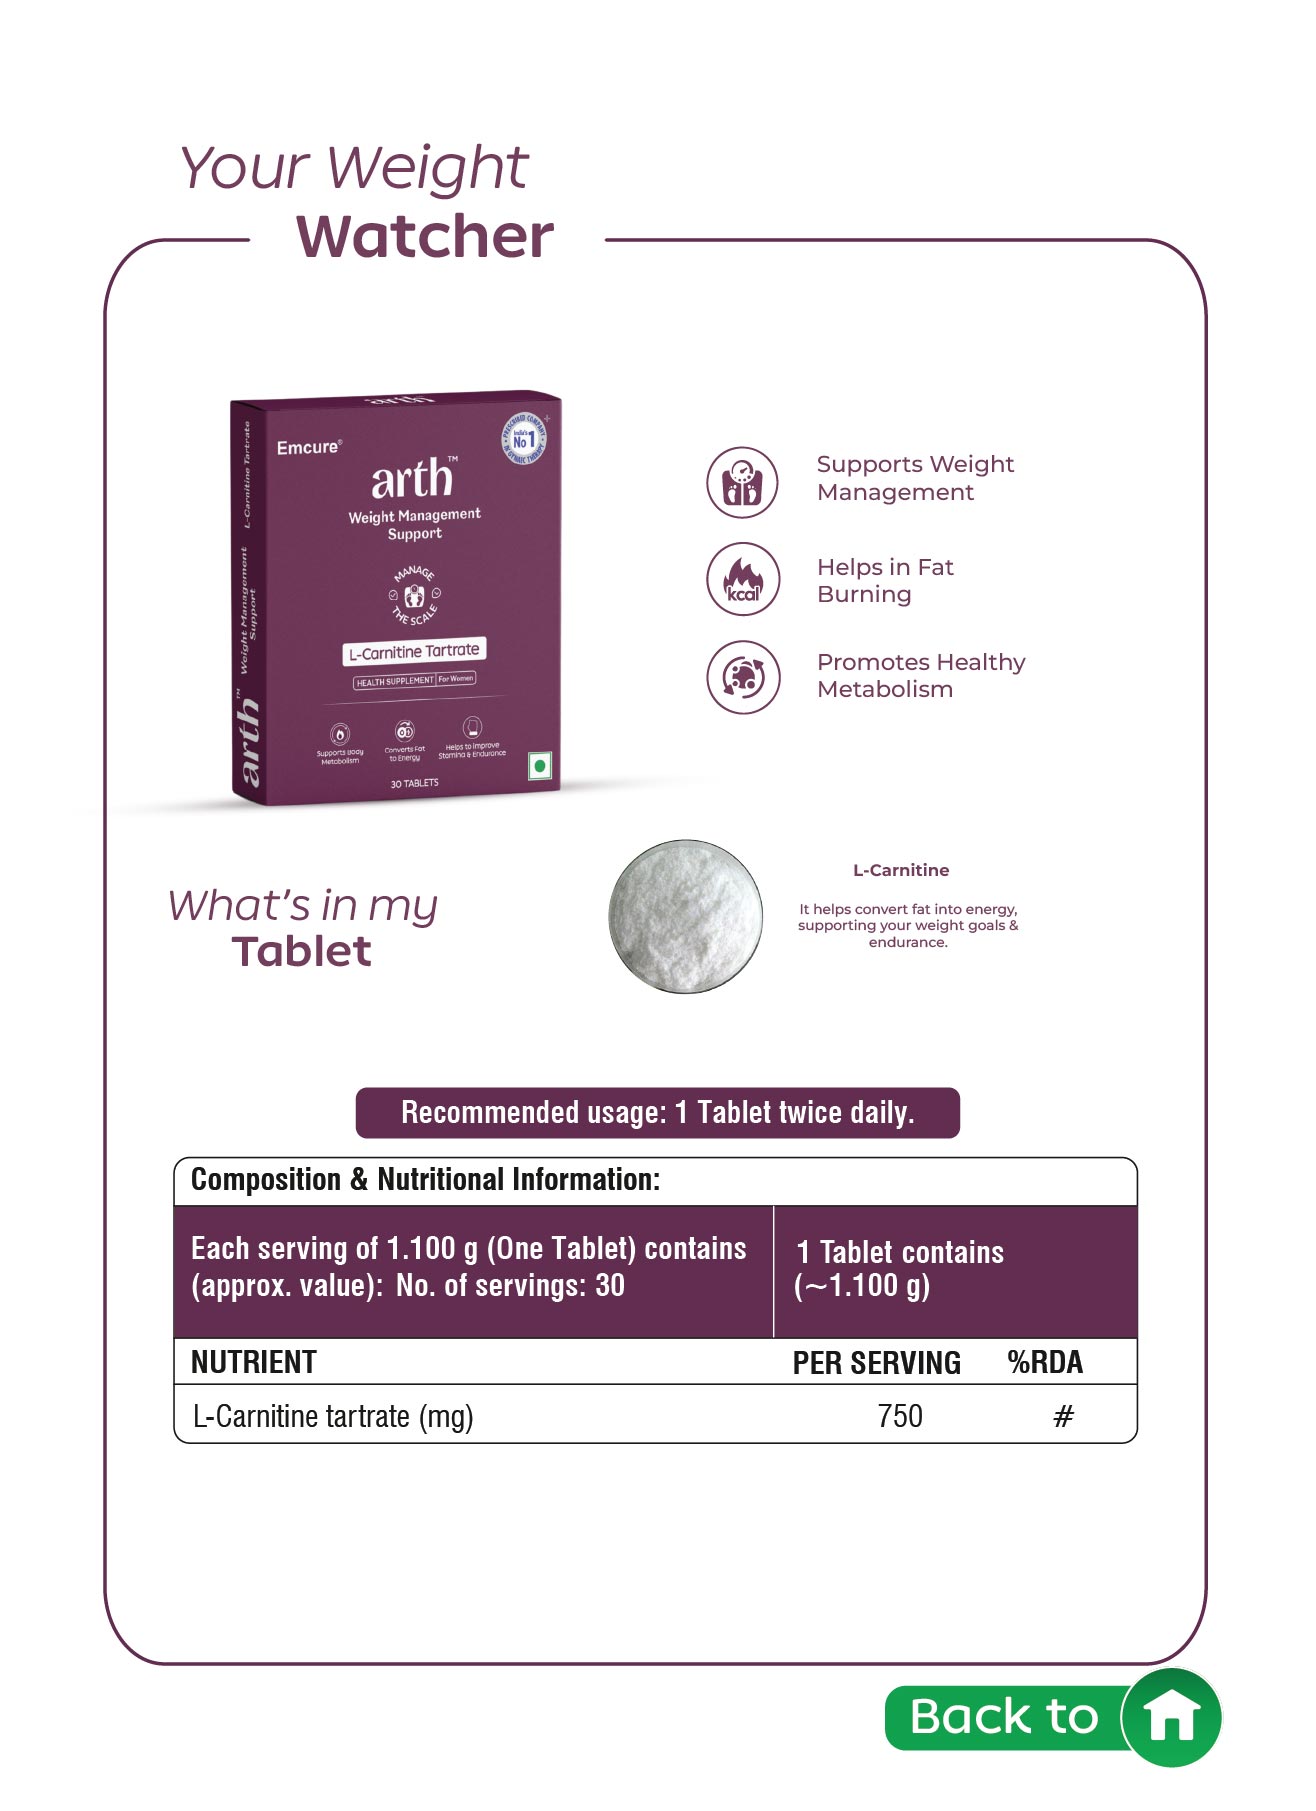 Your Weight
Watcher
arth
Emcure®
PRESCRIBED COMPANY
India's
No 1
IN GYNAEC THERAPY
arth™
Weight Management
Support
MANAGE
THE SCALE
L-Carnitine Tartrate
HEALTH SUPPLEMENT For Women
Supports Body
Metabolism
Converts Fat
to Energy
Helps to Improve
Stamina & Endurance
30 TABLETS
arth™
Weight Management
Support
L-Carnitine Tartrate
Supports Weight
Management
kcal
Helps in Fat
Burning
Promotes Healthy
Metabolism
What's in my
Tablet
L-Carnitine
It helps convert fat into energy,
supporting your weight goals &
endurance.
Recommended usage: 1 Tablet twice daily.
Composition & Nutritional Information:
Each serving of 1.100 g (One Tablet) contains
(approx. value): No. of servings: 30
1 Tablet contains
(~1.100 g)
NUTRIENT PER SERVING %RDA
L-Carnitine tartrate (mg) 750 #
Back to